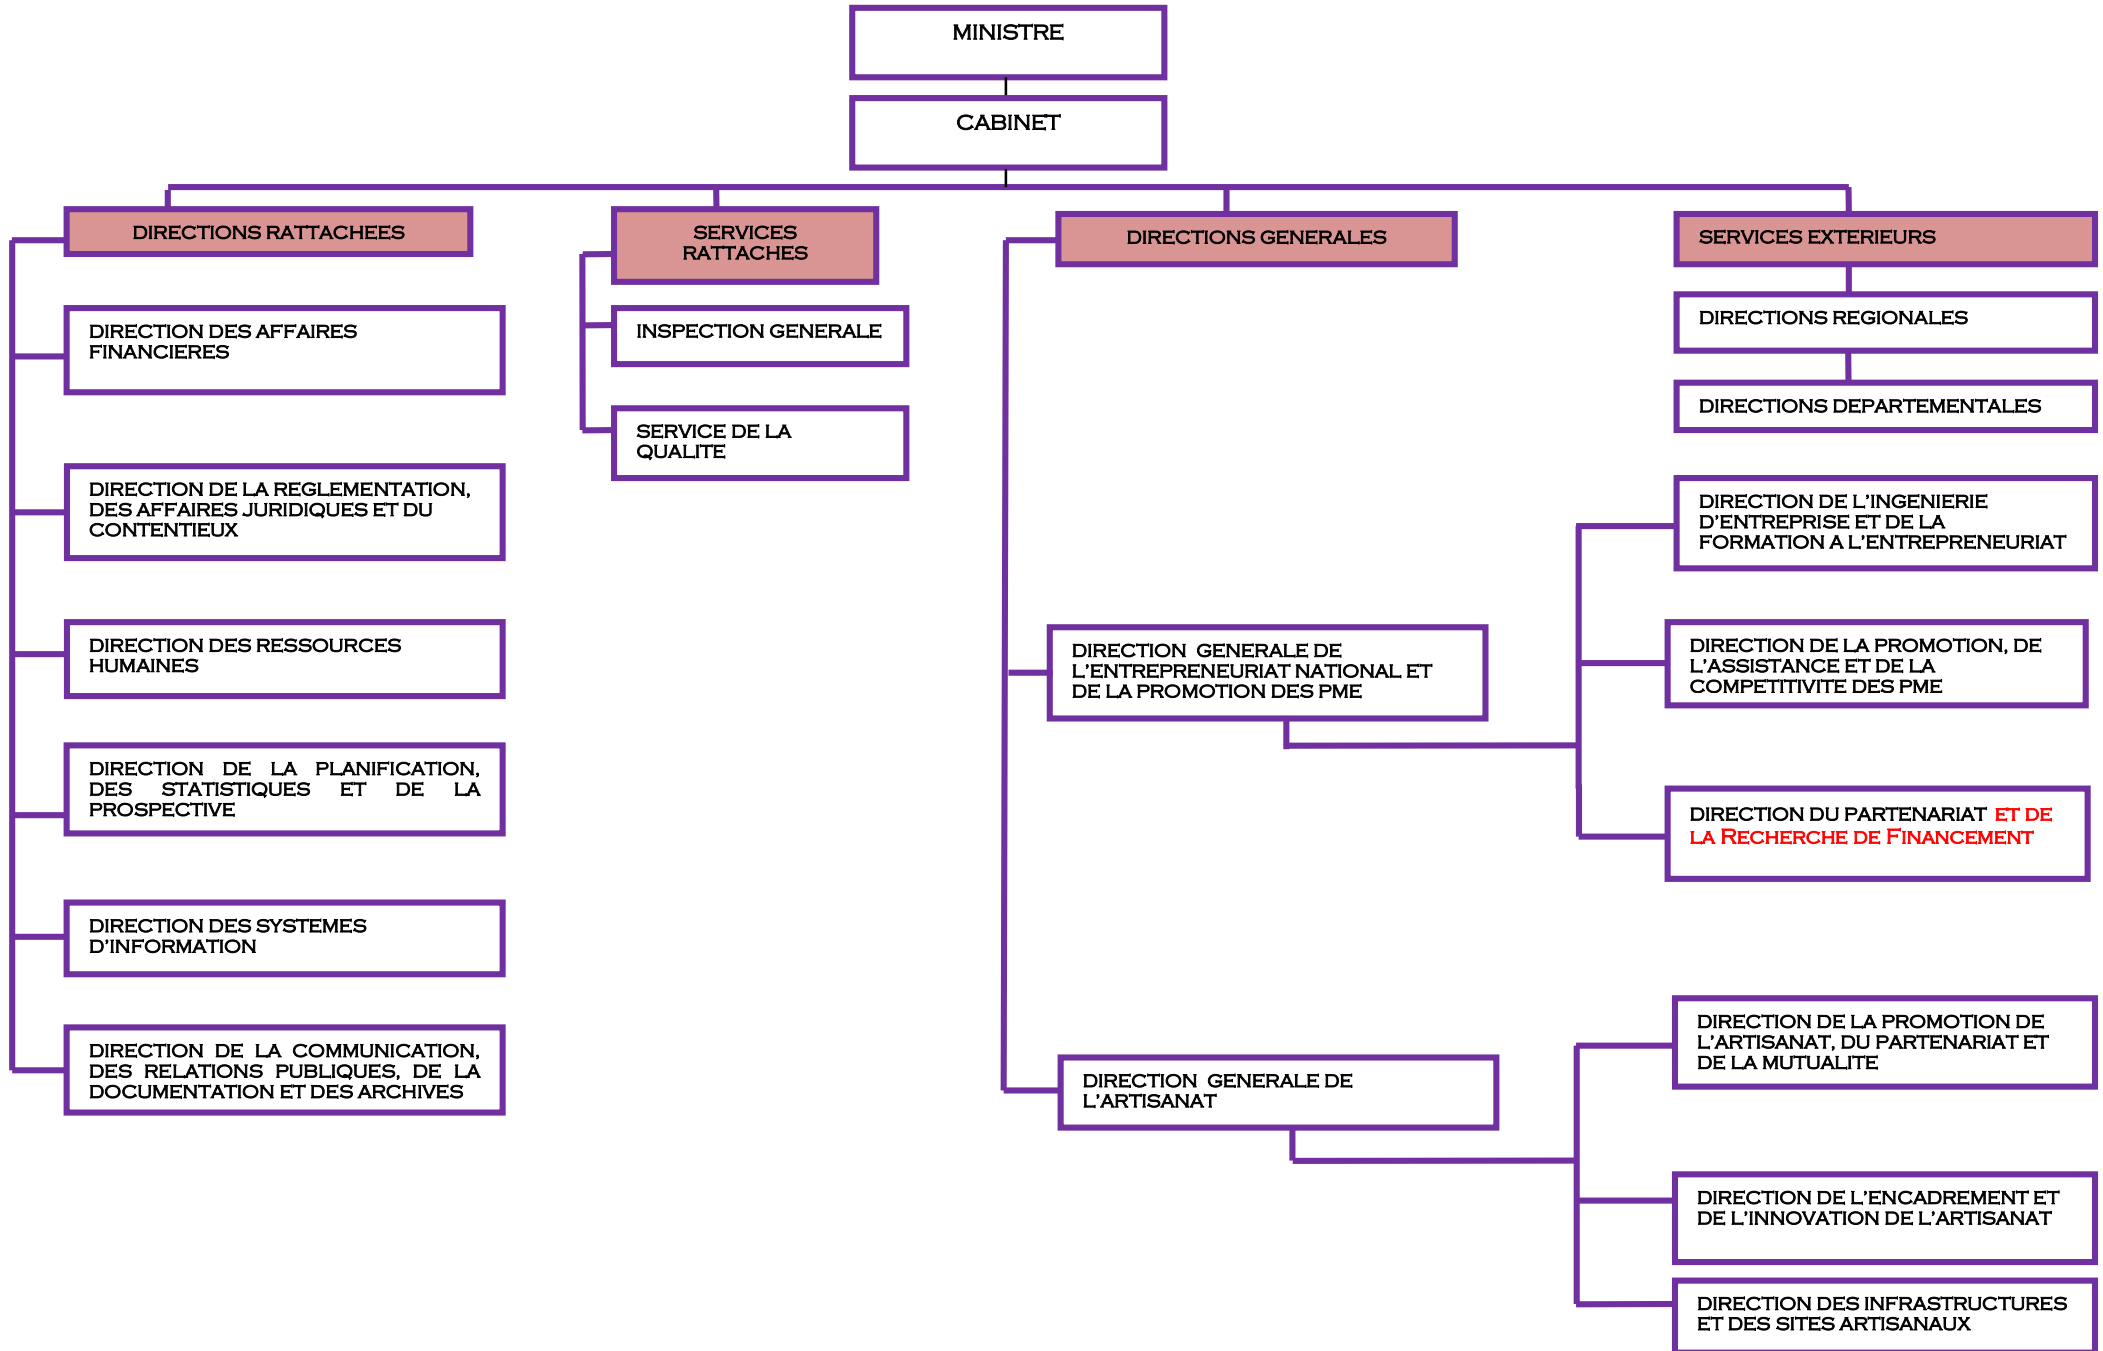 MINISTRE
CABINET
DIRECTIONS RATTACHEES
DIRECTION DES AFFAIRES
FINANCIERES
DIRECTION DE LA REGLEMENTATION,
DES AFFAIRES JURIDIQUES ET DU
CONTENTIEUX
DIRECTION DES RESSOURCES
HUMAINES
DIRECTION DE LA PLANIFICATION,
DES STATISTIQUES ET DE LA
PROSPECTIVE
DIRECTION DES SYSTEMES
D’INFORMATION
DIRECTION DE LA COMMUNICATION,
DES RELATIONS PUBLIQUES, DE LA
DOCUMENTATION ET DES ARCHIVES
SERVICES
RATTACHES
INSPECTION GENERALE
SERVICE DE LA
QUALITE
DIRECTIONS GENERALES
DIRECTION GENERALE DE
L’ENTREPRENEURIAT NATIONAL ET
DE LA PROMOTION DES PME
DIRECTION GENERALE DE
L’ARTISANAT
SERVICES EXTERIEURS
DIRECTIONS REGIONALES
DIRECTIONS DEPARTEMENTALES
DIRECTION DE L’INGENIERIE
D’ENTREPRISE ET DE LA
FORMATION A L’ENTREPRENEURIAT
DIRECTION DE LA PROMOTION, DE
L’ASSISTANCE ET DE LA
COMPETITIVITE DES PME
DIRECTION DU PARTENARIAT ET DE
LA RECHERCHE DE FINANCEMENT
DIRECTION DE LA PROMOTION DE
L’ARTISANAT, DU PARTENARIAT ET
DE LA MUTUALITE
DIRECTION DE L’ENCADREMENT ET
DE L’INNOVATION DE L’ARTISANAT
DIRECTION DES INFRASTRUCTURES
ET DES SITES ARTISANAUX